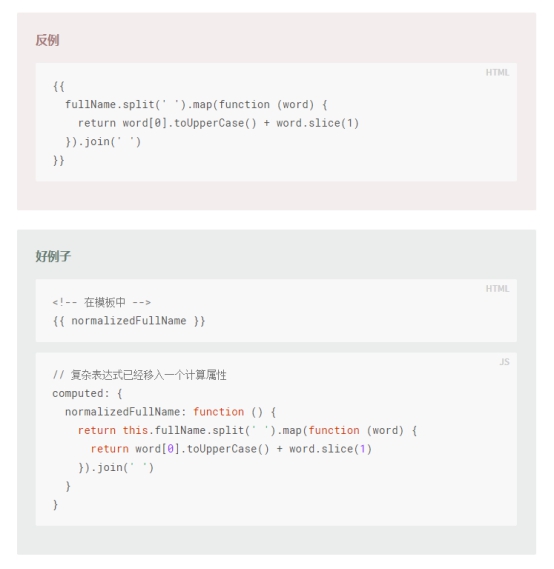 反例
HTML
{{
  fullName.split(' ').map(function (word) {
    return word[0].toUpperCase() + word.slice(1)
  }).join(' ')
}}
好例子
HTML
<!-- 在模板中 -->
{{ normalizedFullName }}
JS
// 复杂表达式已经移入一个计算属性
computed: {
  normalizedFullName: function () {
    return this.fullName.split(' ').map(function (word) {
      return word[0].toUpperCase() + word.slice(1)
    }).join(' ')
  }
}